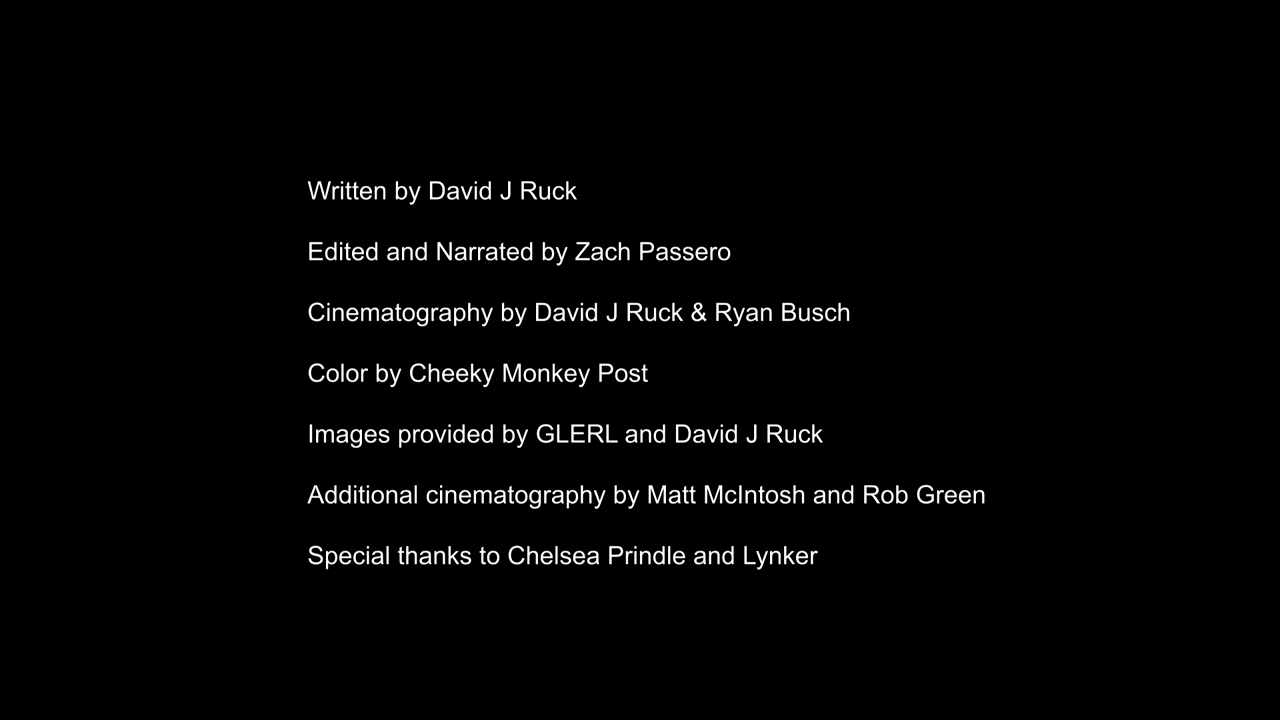 Written by David J Ruck
Edited and Narrated by Zach Passero
Cinematography by David J Ruck & Ryan Busch
Color by Cheeky Monkey Post
Images provided by GLERL and David J Ruck
Additional cinematography by Matt McIntosh and Rob Green
Special thanks to Chelsea Prindle and Lynker